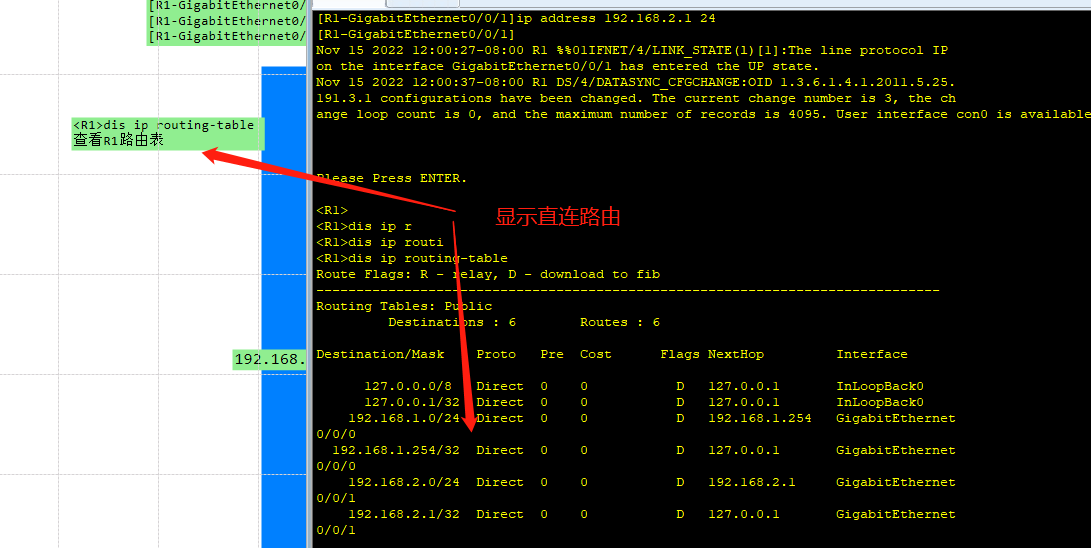 [R1-GigabitEthernet0/
[R1-GigabitEthernet0/
[R1-GigabitEthernet0/
<R1>dis ip routing-table
查看R1路由表
192.168.
[R1-GigabitEthernet0/0/1]ip address 192.168.2.1 24
[R1-GigabitEthernet0/0/1]
Nov 15 2022 12:00:27-08:00 R1 %%01IFNET/4/LINK_STATE(l)[1]:The line protocol IP
on the interface GigabitEthernet0/0/1 has entered the UP state.
Nov 15 2022 12:00:37-08:00 R1 DS/4/DATASYNC_CFGCHANGE:OID 1.3.6.1.4.1.2011.5.25.
191.3.1 configurations have been changed. The current change number is 3, the ch
ange loop count is 0, and the maximum number of records is 4095. User interface con0 is available
Please Press ENTER.
<R1>
显示直连路由
<R1>dis ip r
<R1>dis ip routi
<R1>dis ip routing-table
Route Flags: R - relay, D - download to fib
------------------------------------------------------------------------------
Routing Tables: Public
Destinations : 6 Routes : 6
Destination/Mask Proto Pre Cost Flags NextHop Interface
127.0.0.0/8 Direct 0 0 D 127.0.0.1 InLoopBack0
127.0.0.1/32 Direct 0 0 D 127.0.0.1 InLoopBack0
192.168.1.0/24 Direct 0 0 D 192.168.1.254 GigabitEthernet
0/0/0
192.168.1.254/32 Direct 0 0 D 127.0.0.1 GigabitEthernet
0/0/0
192.168.2.0/24 Direct 0 0 D 192.168.2.1 GigabitEthernet
0/0/1
192.168.2.1/32 Direct 0 0 D 127.0.0.1 GigabitEthernet
0/0/1